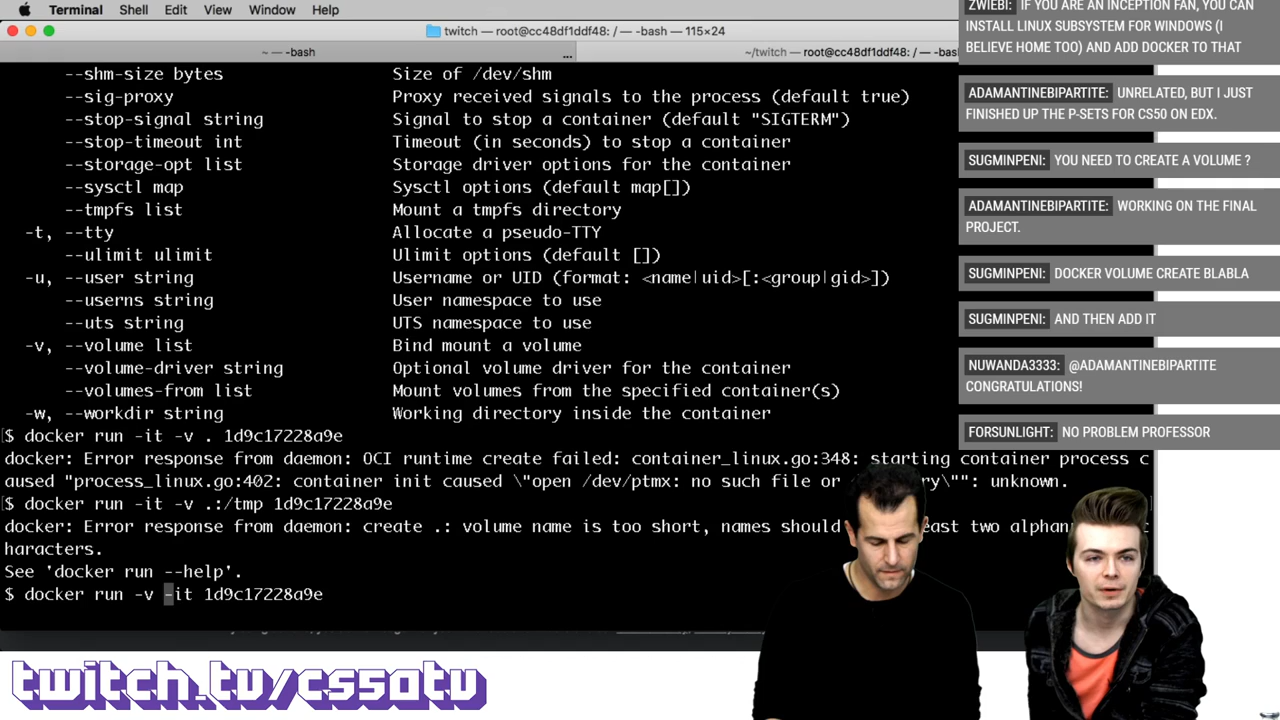 Terminal Shell Edit View Window Help
twitch — root@cc48df1ddf48: / — -bash — 115×24
~ — -bash
...
~/twitch — root@cc48df1ddf48: / — -bas
--shm-size bytes Size of /dev/shm
--sig-proxy Proxy received signals to the process (default true)
--stop-signal string Signal to stop a container (default "SIGTERM")
--stop-timeout int Timeout (in seconds) to stop a container
--storage-opt list Storage driver options for the container
--sysctl map Sysctl options (default map[])
--tmpfs list Mount a tmpfs directory
-t, --tty Allocate a pseudo-TTY
--ulimit ulimit Ulimit options (default [])
-u, --user string Username or UID (format: <name|uid>[:<group|gid>])
--userns string User namespace to use
--uts string UTS namespace to use
-v, --volume list Bind mount a volume
--volume-driver string Optional volume driver for the container
--volumes-from list Mount volumes from the specified container(s)
-w, --workdir string Working directory inside the container
$ docker run -it -v . 1d9c17228a9e
docker: Error response from daemon: OCI runtime create failed: container_linux.go:348: starting container process c
aused "process_linux.go:402: container init caused \"open /dev/ptmx: no such file or y\"": unknown.
$ docker run -it -v .:/tmp 1d9c17228a9e
docker: Error response from daemon: create .: volume name is too short, names should east two alphan
haracters.
See 'docker run --help'.
$ docker run -v -it 1d9c17228a9e
ZWIEBI: IF YOU ARE AN INCEPTION FAN, YOU CAN
INSTALL LINUX SUBSYSTEM FOR WINDOWS (I
BELIEVE HOME TOO) AND ADD DOCKER TO THAT
ADAMANTINEBIPARTITE: UNRELATED, BUT I JUST
FINISHED UP THE P-SETS FOR CS50 ON EDX.
SUGMINPENI: YOU NEED TO CREATE A VOLUME ?
ADAMANTINEBIPARTITE: WORKING ON THE FINAL
PROJECT.
SUGMINPENI: DOCKER VOLUME CREATE BLABLA
SUGMINPENI: AND THEN ADD IT
NUWANDA3333: @ADAMANTINEBIPARTITE
CONGRATULATIONS!
FORSUNLIGHT: NO PROBLEM PROFESSOR
twitch.tv/cs50tv